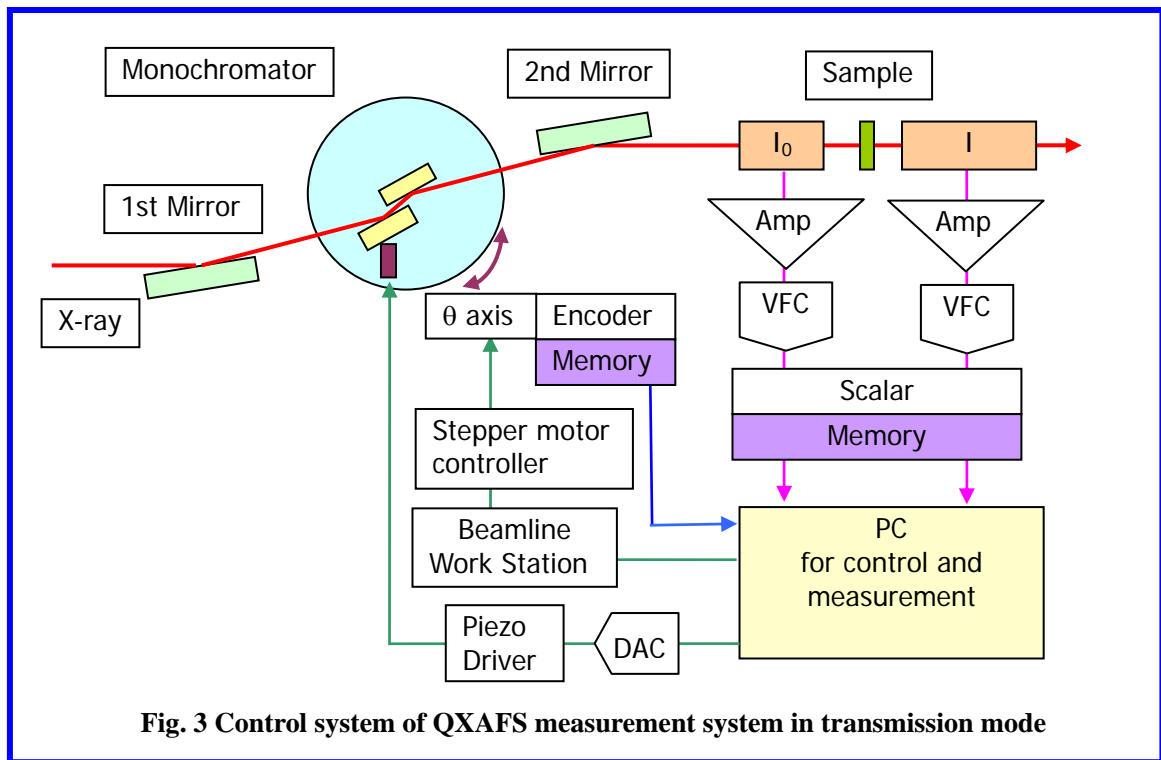 Monochromator
2nd Mirror
Sample
I₀
I
1st Mirror
Amp
Amp
X-ray
θ axis
Encoder
VFC
VFC
Memory
Scalar
Memory
Stepper motor
controller
Beamline
Work Station
PC
for control and
measurement
Piezo
Driver
DAC
Fig. 3 Control system of QXAFS measurement system in transmission mode